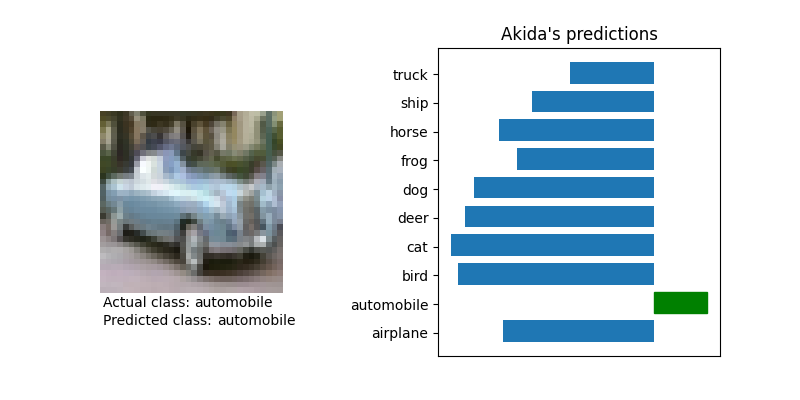 Akida's predictions
truck
ship
horse
frog
dog
deer
cat
bird
automobile
airplane
Actual class: automobile
Predicted class: automobile